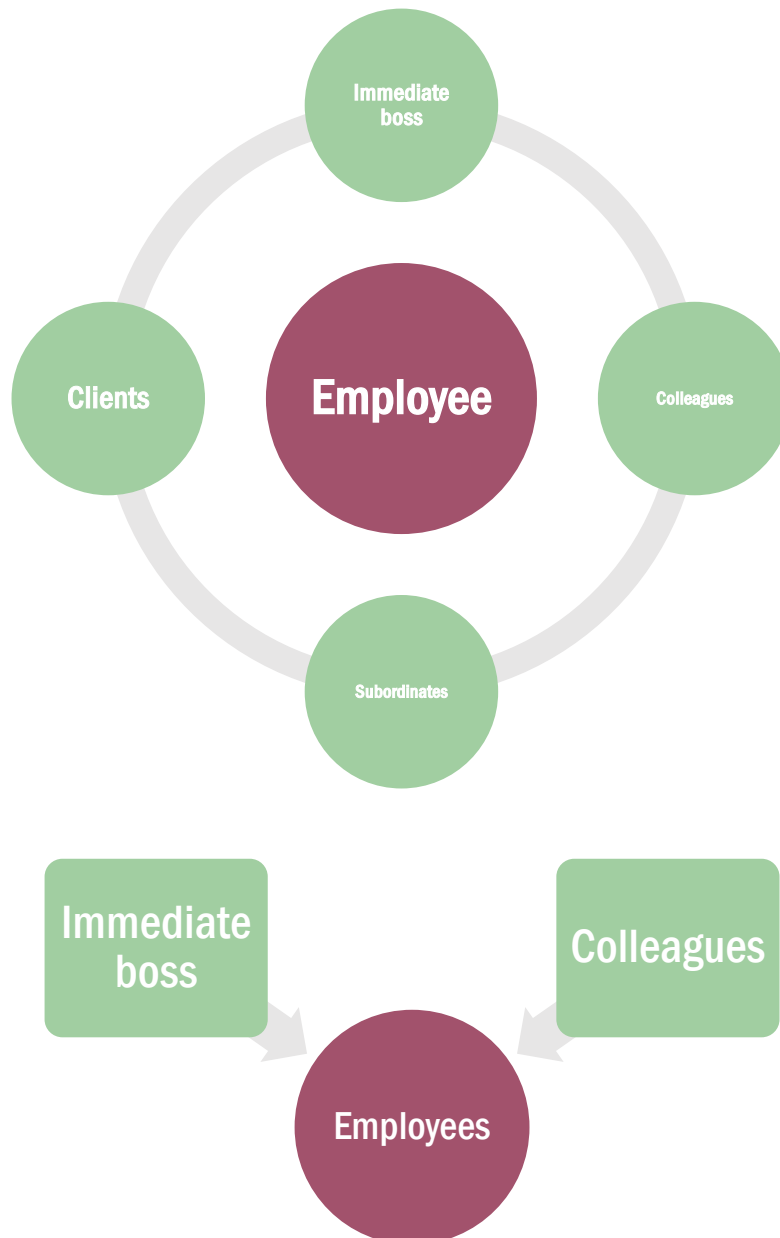 Immediate
boss
Clients
Employee
Colleagues
Subordinates
Immediate
boss
Colleagues
Employees